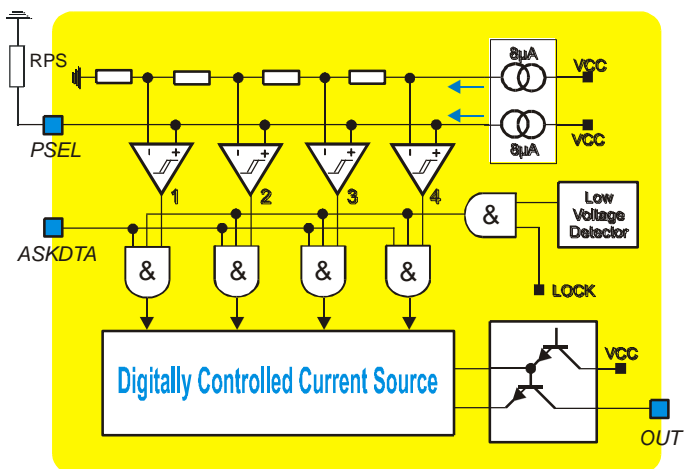 RPS
8µA
VCC
VCC
8µA
PSEL
- + - + - + - +
1 2 3 4
ASKDTA
&
Low
Voltage
Detector
& & & &
LOCK
Digitally Controlled Current Source
VCC
OUT